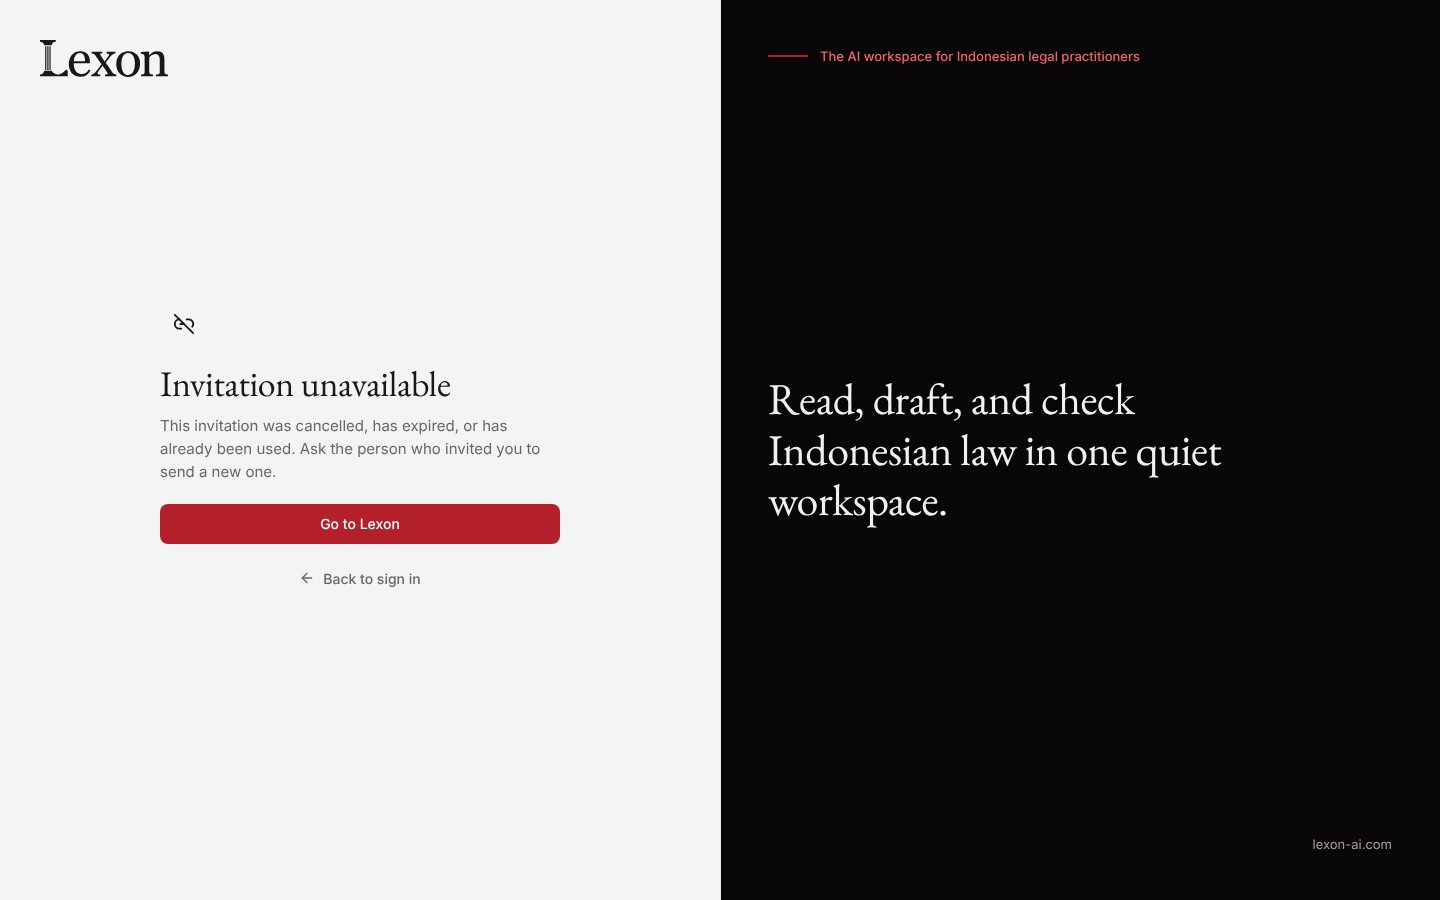 Lexon
Invitation unavailable
This invitation was cancelled, has expired, or has
already been used. Ask the person who invited you to
send a new one.
Go to Lexon
Back to sign in
The AI workspace for Indonesian legal practitioners
Read, draft, and check
Indonesian law in one quiet
workspace.
lexon-ai.com